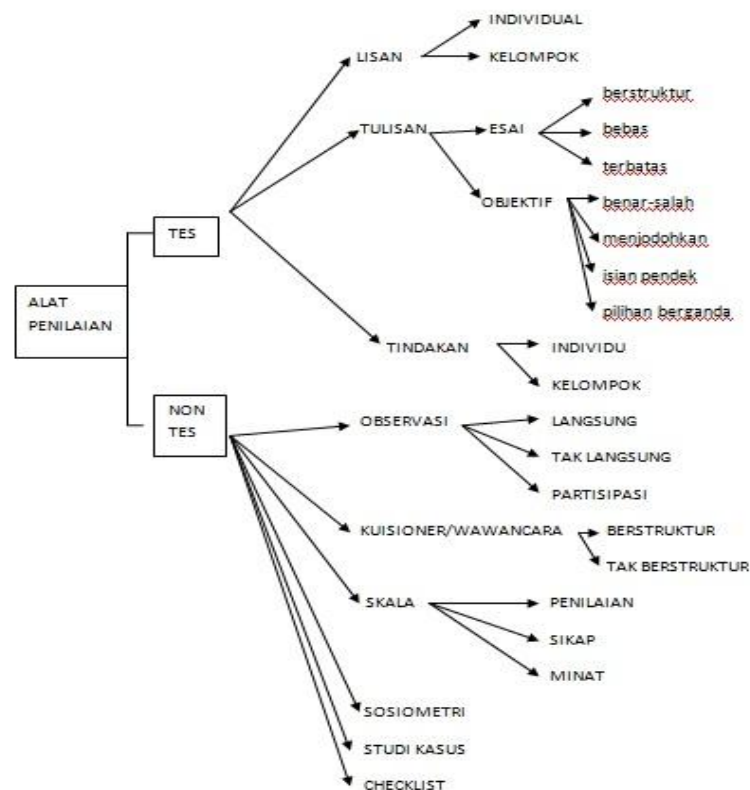 ALAT
PENILAIAN
TES
LISAN
INDIVIDUAL
KELOMPOK
TULISAN
ESAI
berstruktur
bebas
terbatas
OBJEKTIF
benar-salah
menjodohkan
isian pendek
pilihan berganda
TINDAKAN
INDIVIDU
KELOMPOK
NON
TES
OBSERVASI
LANGSUNG
TAK LANGSUNG
PARTISIPASI
KUISIONER/WAWANCARA
BERSTRUKTUR
TAK BERSTRUKTUR
SKALA
PENILAIAN
SIKAP
MINAT
SOSIOMETRI
STUDI KASUS
CHECKLIST